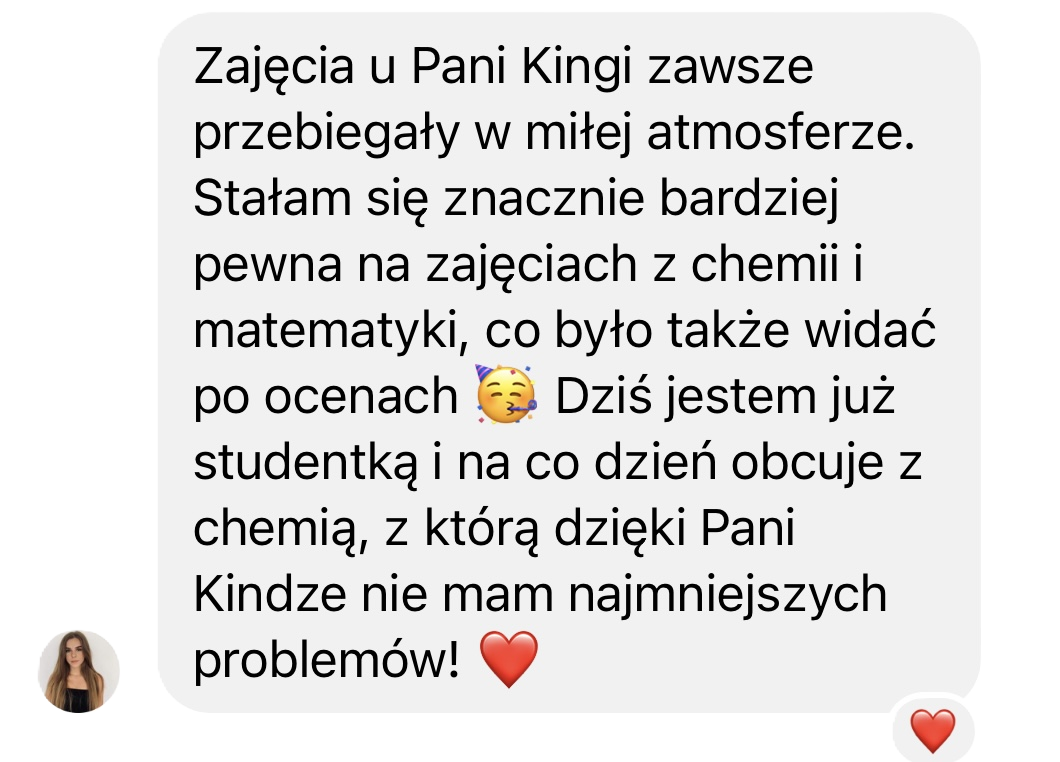 Zajęcia u Pani Kingi zawsze
przebiegały w miłej atmosferze.
Stałam się znacznie bardziej
pewna na zajęciach z chemii i
matematyki, co było także widać
po ocenach 🥳 Dziś jestem już
studentką i na co dzień obcuje z
chemią, z którą dzięki Pani
Kindze nie mam najmniejszych
problemów! ❤️